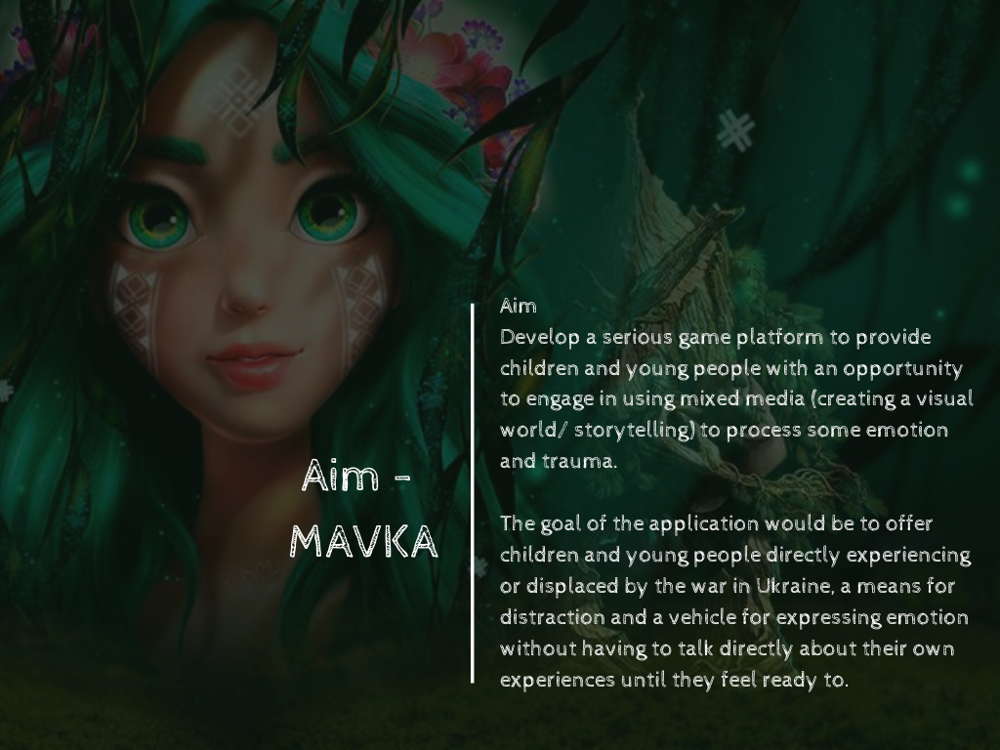 Aim -
MAVKA
Aim
Develop a serious game platform to provide
children and young people with an opportunity
to engage in using mixed media (creating a visual
world/ storytelling) to process some emotion
and trauma.
The goal of the application would be to offer
children and young people directly experiencing
or displaced by the war in Ukraine, a means for
distraction and a vehicle for expressing emotion
without having to talk directly about their own
experiences until they feel ready to.